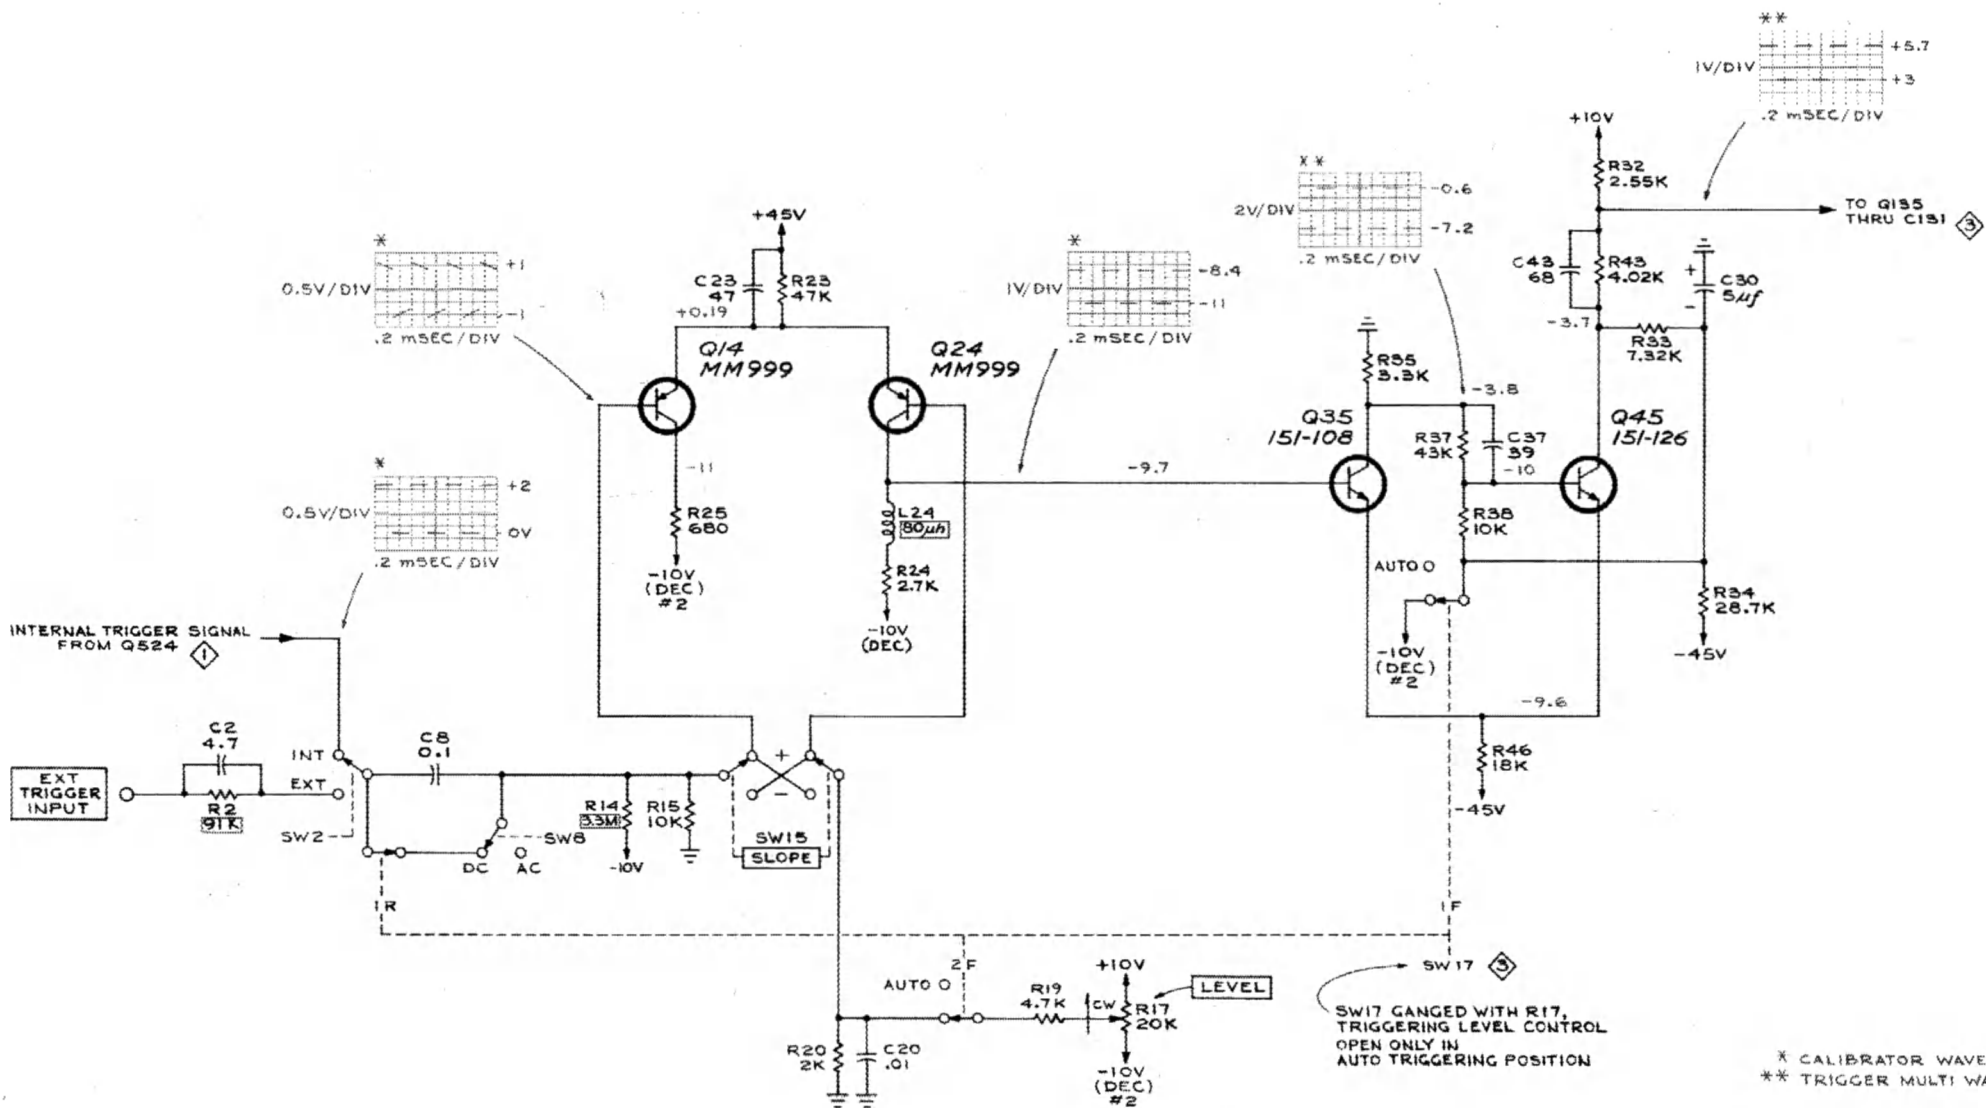 **
1V/DIV
+5.7
+3
.2 mSEC/DIV
+10V
R32
2.55K
TO Q135
THRU C131
3
C43
68
R43
4.02K
+
-
C30
5µf
-3.7
R33
7.32K
**
2V/DIV
-0.6
-7.2
.2 mSEC/DIV
+45V
*
0.5V/DIV
+1
-1
.2 mSEC/DIV
C23
47
R23
47K
+0.19
*
1V/DIV
-8.4
-11
.2 mSEC/DIV
Q14
MM999
Q24
MM999
R35
3.3K
-3.8
Q35
151-108
R37
43K
C37
39
-10
Q45
151-126
*
0.5V/DIV
+2
0V
.2 mSEC/DIV
-11
-9.7
R25
680
L24
80µh
R38
10K
-10V
(DEC)
#2
R24
2.7K
-10V
(DEC)
AUTO
-10V
(DEC)
#2
R34
28.7K
-45V
INTERNAL TRIGGER SIGNAL
FROM Q524
1
-9.6
R46
18K
-45V
EXT
TRIGGER
INPUT
C2
4.7
R2
91K
INT
EXT
SW2
C8
0.1
SW8
DC
AC
R14
3.3M
-10V
R15
10K
+
-
SW15
SLOPE
1R
1F
2F
AUTO
SW17
3
R19
4.7K
CW
+10V
R17
20K
LEVEL
-10V
(DEC)
#2
R20
2K
C20
.01
SW17 GANGED WITH R17,
TRIGGERING LEVEL CONTROL
OPEN ONLY IN
AUTO TRIGGERING POSITION
* CALIBRATOR WAVE
** TRIGGER MULTI WA